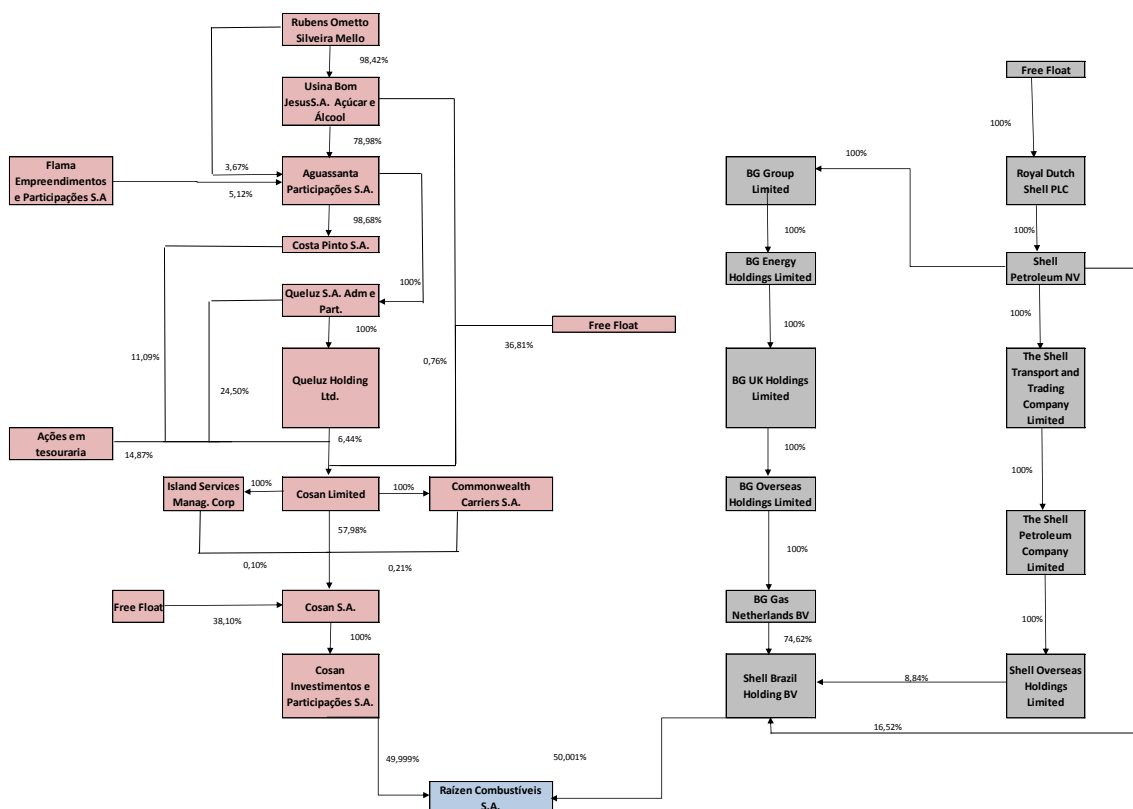 Rubens Ometto
Silveira Mello
98,42%
Usina Bom
JesusS.A. Açúcar e
Álcool
78,98%
Flama
Empreendimentos
e Participações S.A
3,67%
5,12%
Aguassanta
Participações S.A.
98,68%
Costa Pinto S.A.
100%
Queluz S.A. Adm e
Part.
100%
Free Float
36,81%
0,76%
11,09%
24,50%
Queluz Holding
Ltd.
Ações em
tesouraria
14,87%
6,44%
Island Services
Manag. Corp
100%
Cosan Limited
100%
Commonwealth
Carriers S.A.
57,98%
0,10%
0,21%
Free Float
38,10%
Cosan S.A.
100%
Cosan
Investimentos e
Participações S.A.
49,999%
50,001%
Raízen Combustíveis
S.A.
Free Float
100%
Royal Dutch
Shell PLC
100%
Shell
Petroleum NV
100%
BG Group
Limited
100%
BG Energy
Holdings Limited
100%
BG UK Holdings
Limited
100%
BG Overseas
Holdings Limited
100%
BG Gas
Netherlands BV
74,62%
Shell Brazil
Holding BV
100%
The Shell
Transport and
Trading
Company
Limited
100%
The Shell
Petroleum
Company
Limited
100%
Shell Overseas
Holdings
Limited
8,84%
16,52%